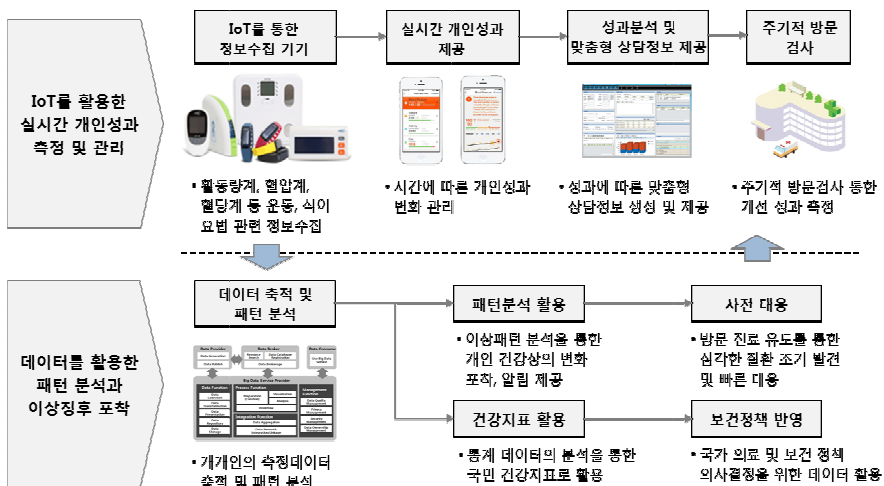 IoT를 활용한
실시간 개인성과
측정 및 관리
IoT를 통한
정보수집 기기
실시간 개인성과
제공
성과분석 및
맞춤형 상담정보 제공
주기적 방문
검사
▪ 활동량계, 혈압계,
혈당계 등 운동, 식이
요법 관련 정보수집
▪ 시간에 따른 개인성과
변화 관리
▪ 성과에 따른 맞춤형
상담정보 생성 및 제공
▪ 주기적 방문검사 통한
개선 성과 측정
데이터를 활용한
패턴 분석과
이상징후 포착
데이터 축적 및
패턴 분석
Big Data Service Provider
Data Function
Process Function
Integration Function
▪ 개개인의 측정데이터
축적 및 패턴 분석
패턴분석 활용
▪ 이상패턴 분석을 통한
개인 건강상의 변화
포착, 알림 제공
사전 대응
▪ 방문 진료 유도를 통한
심각한 질환 조기 발견
및 빠른 대응
건강지표 활용
▪ 통계 데이터의 분석을 통한
국민 건강지표로 활용
보건정책 반영
▪ 국가 의료 및 보건 정책
의사결정을 위한 데이터 활용